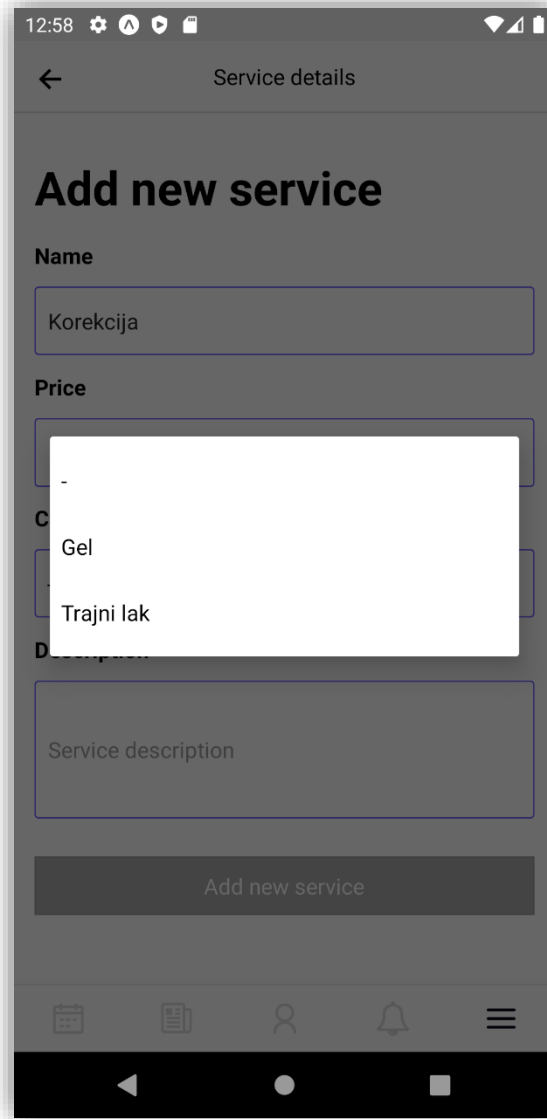 12:58
Service details
Add new service
Name
Korekcija
Price
-
Gel
Trajni lak
Service description
Add new service